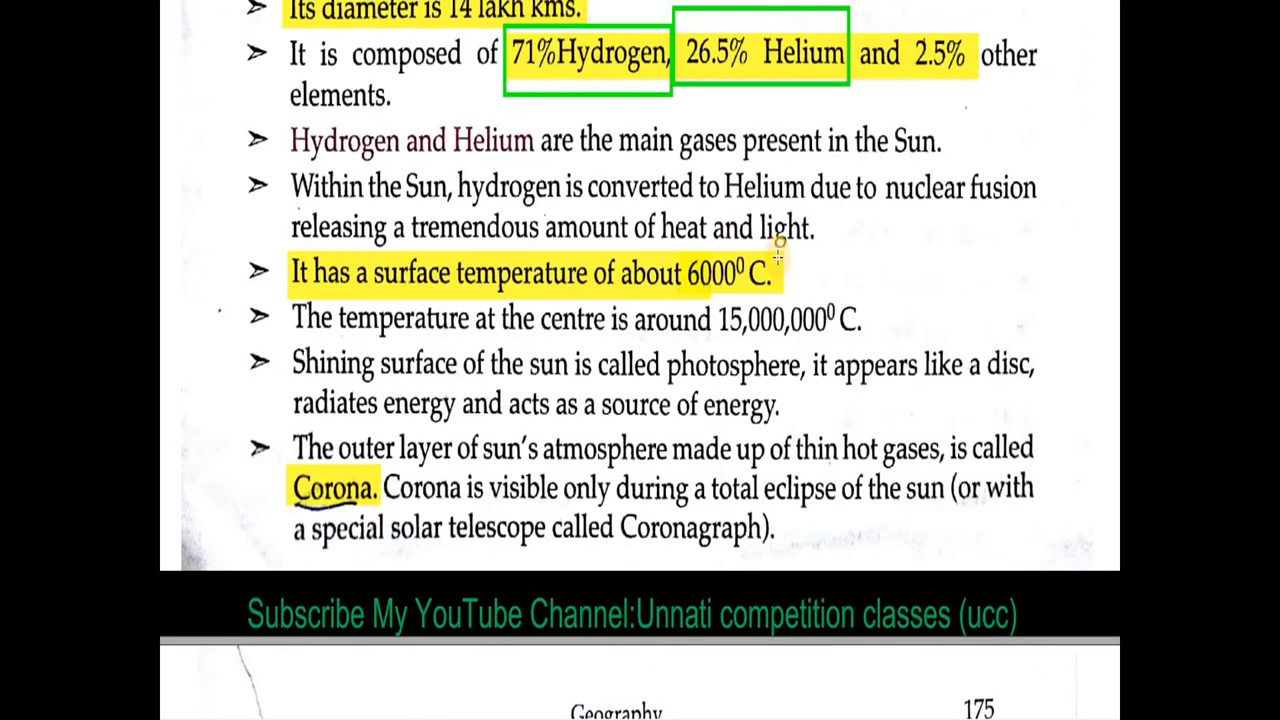 ➢ Its diameter is 14 lakh kms.
➢ It is composed of 71%Hydrogen, 26.5% Helium and 2.5% other
elements.
➢ Hydrogen and Helium are the main gases present in the Sun.
➢ Within the Sun, hydrogen is converted to Helium due to nuclear fusion
releasing a tremendous amount of heat and light.
➢ It has a surface temperature of about 6000⁰ C.
➢ The temperature at the centre is around 15,000,000⁰ C.
➢ Shining surface of the sun is called photosphere, it appears like a disc,
radiates energy and acts as a source of energy.
➢ The outer layer of sun's atmosphere made up of thin hot gases, is called
Corona. Corona is visible only during a total eclipse of the sun (or with
a special solar telescope called Coronagraph).
Subscribe My YouTube Channel:Unnati competition classes (ucc)
Geography 175